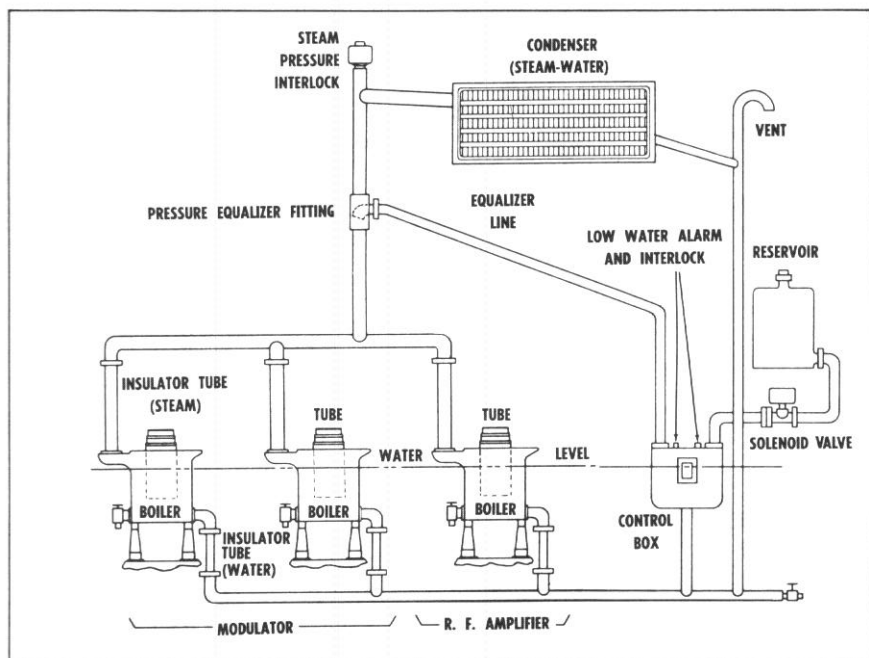 STEAM
PRESSURE
INTERLOCK
CONDENSER
(STEAM-WATER)
VENT
PRESSURE EQUALIZER FITTING
EQUALIZER
LINE
LOW WATER ALARM
AND INTERLOCK
RESERVOIR
INSULATOR TUBE
(STEAM)
TUBE
TUBE
WATER
LEVEL
SOLENOID VALVE
BOILER
BOILER
BOILER
INSULATOR
TUBE
(WATER)
CONTROL
BOX
MODULATOR
R. F. AMPLIFIER